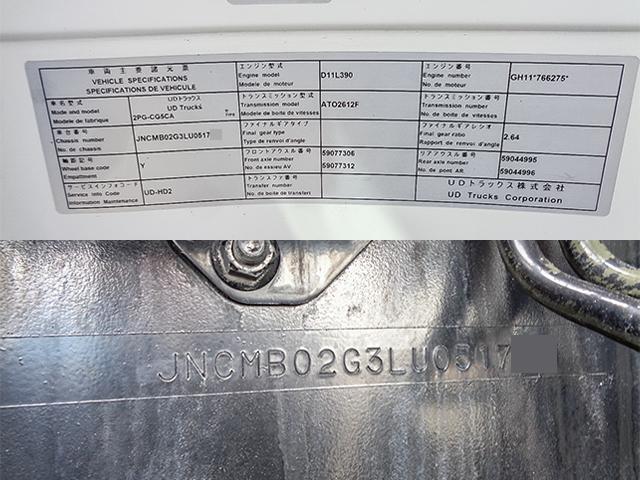 車両主要諸元票
VEHICLE SPECIFICATIONS
SPECIFICATIONS DE VEHICULE
車名型式
Make and model
Modele de fabrique
UDトラックス
UD Trucks
2PG-CG5CA
車台番号
Chassis number
No. de chassis
JNCMB02G3LU0517
軸距記号
Wheel base code
Empattement
Y
サービスインフォコード
Service Info Code
Information Maintenance
UD-HD2
エンジン型式
Engine model
Modele de moteur
D11L390
トランスミッション型式
Transmission model
Modele de boite de vitesses
ATO2612F
ファイナルギアタイプ
Final gear type
Type de renvoi d'angle
フロントアクスル番号
Front axle number
No. de essieu AV.
59077306
59077312
トランスファ番号
Transfer number
No. de boite de transfert
エンジン番号
Engine number
No. de moteur
GH11*766275*
トランスミッション番号
Transmission number
No. de boite de vitesses
ファイナルギアレシオ
Final gear ratio
Rapport de renvoi d'angle
2.64
リアアクスル番号
Rear axle number
No. de pont AR.
59044995
59044996
UDトラックス株式会社
UD Trucks Corporation
JNCMB02G3LU0517